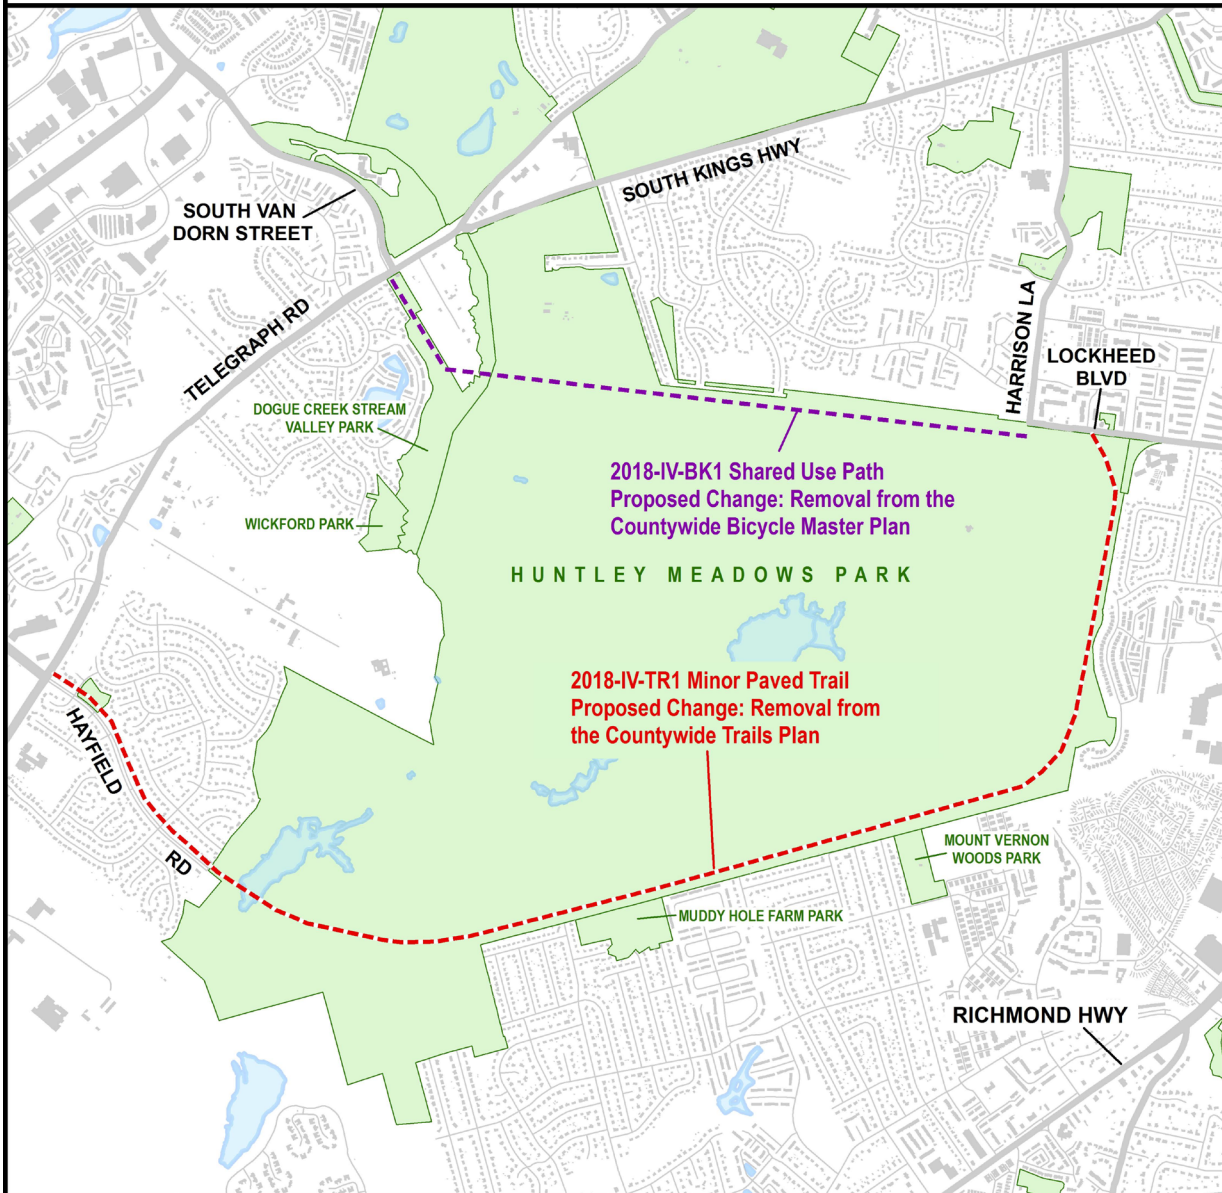 SOUTH KINGS HWY
SOUTH VAN
DORN STREET
TELEGRAPH RD
HARRISON LA
LOCKHEED
BLVD
DOGUE CREEK STREAM
VALLEY PARK
2018-IV-BK1 Shared Use Path
Proposed Change: Removal from the
Countywide Bicycle Master Plan
WICKFORD PARK
HUNTLEY MEADOWS PARK
2018-IV-TR1 Minor Paved Trail
Proposed Change: Removal from
the Countywide Trails Plan
HAYFIELD
RD
MOUNT VERNON
WOODS PARK
MUDDY HOLE FARM PARK
RICHMOND HWY